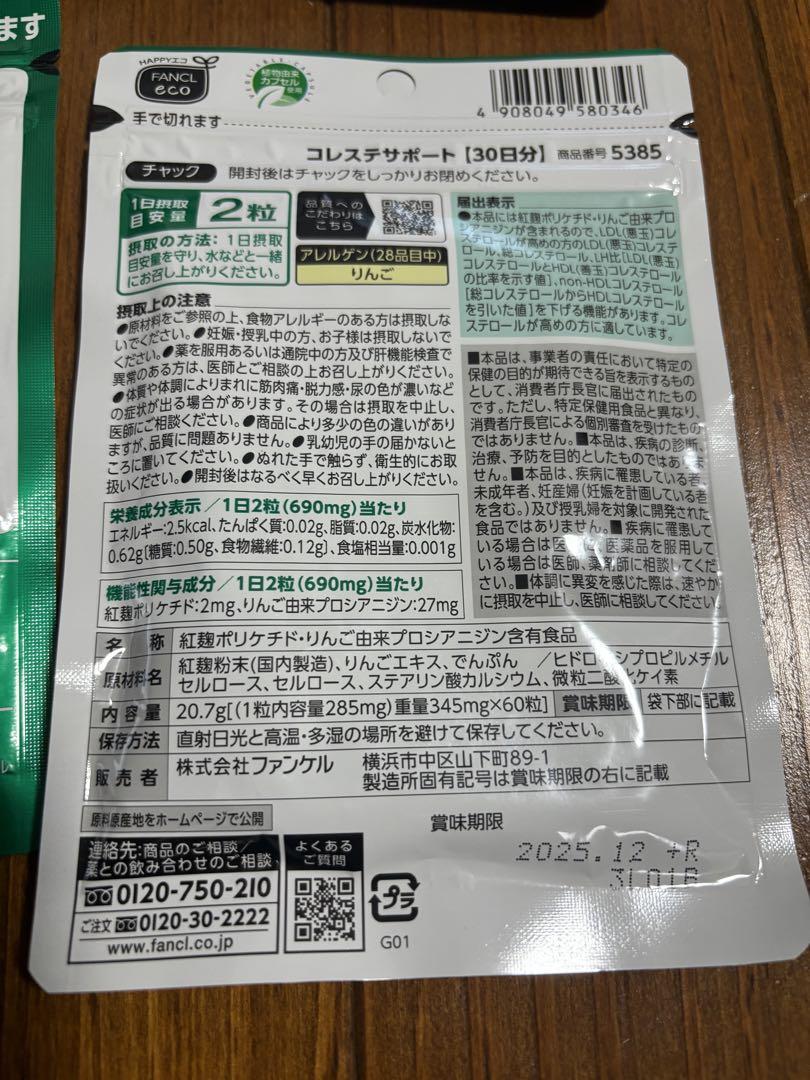 ます
HAPPYエコ
FANCL
eco
VEGETABLE-CAPSULE
植物由来
カプセル
使用
4 908049 580346
手で切れます
コレステサポート【30日分】 商品番号 5385
チャック 開封後はチャックをしっかりお閉めください。
1日摂取
目安量
2粒
摂取の方法：1日摂取
目安量を守り、水などと一緒
にお召し上がりください。
品質への
こだわりは
こちら
アレルゲン(28品目中)
りんご
届出表示
●本品には紅麹ポリケチド・りんご由来プロ
シアニジンが含まれるので、LDL(悪玉)コレ
ステロールが高めの方のLDL(悪玉)コレステ
ロール、総コレステロール、LH比[LDL(悪玉)
コレステロールとHDL(善玉)コレステロール
の比率を示す値]、non-HDLコレステロール
[総コレステロールからHDLコレステロール
を引いた値]を下げる機能があります。コレ
ステロールが高めの方に適しています。
摂取上の注意
●原材料をご参照の上、食物アレルギーのある方は摂取しな
いでください。●妊娠・授乳中の方、お子様は摂取しないで
ください。●薬を服用あるいは通院中の方及び肝機能検査で
異常のある方は、医師とご相談の上お召し上がりください。
●体質や体調によりまれに筋肉痛・脱力感・尿の色が濃いなど
の症状が出る場合があります。その場合は摂取を中止し、
医師にご相談ください。●商品により多少の色の違いがあり
ますが、品質に問題ありません。●乳幼児の手の届かないと
ころに置いてください。●ぬれた手で触らず、衛生的にお取
扱いください。●開封後はなるべく早くお召し上がりください。
■本品は、事業者の責任において特定の
保健の目的が期待できる旨を表示するもの
として、消費者庁長官に届出されたもの
です。ただし、特定保健用食品と異なり、
消費者庁長官による個別審査を受けたもの
ではありません。■本品は、疾病の診断、
治療、予防を目的としたものではありま
せん。■本品は、疾病に罹患している者、
未成年者、妊産婦(妊娠を計画している者
を含む。)及び授乳婦を対象に開発された
食品ではありません。■疾病に罹患して
いる場合は医師に、医薬品を服用して
いる場合は医師、薬剤師に相談してくだ
さい。■体調に異変を感じた際は、速やか
に摂取を中止し、医師に相談してください。
栄養成分表示／1日2粒(690mg)当たり
エネルギー:2.5kcal、たんぱく質:0.02g、脂質:0.02g、炭水化物:
0.62g[糖質:0.50g、食物繊維:0.12g]、食塩相当量:0.001g
機能性関与成分／1日2粒(690mg)当たり
紅麹ポリケチド:2mg、りんご由来プロシアニジン:27mg
名称 紅麹ポリケチド・りんご由来プロシアニジン含有食品
原材料名 紅麹粉末(国内製造)、りんごエキス、でんぷん ／ヒドロキシプロピルメチル
セルロース、セルロース、ステアリン酸カルシウム、微粒二酸化ケイ素
内容量 20.7g[(1粒内容量285mg)重量345mg×60粒] 賞味期限 袋下部に記載
保存方法 直射日光と高温・多湿の場所を避けて保存してください。
販売者 株式会社ファンケル 横浜市中区山下町89-1
製造所固有記号は賞味期限の右に記載
原料原産地をホームページで公開
賞味期限
2025.12 +R
連絡先:商品のご相談／
薬との飲み合わせのご相談
0120-750-210
ご注文 0120-30-2222
www.fancl.co.jp
よくある
ご質問
プラ
G01